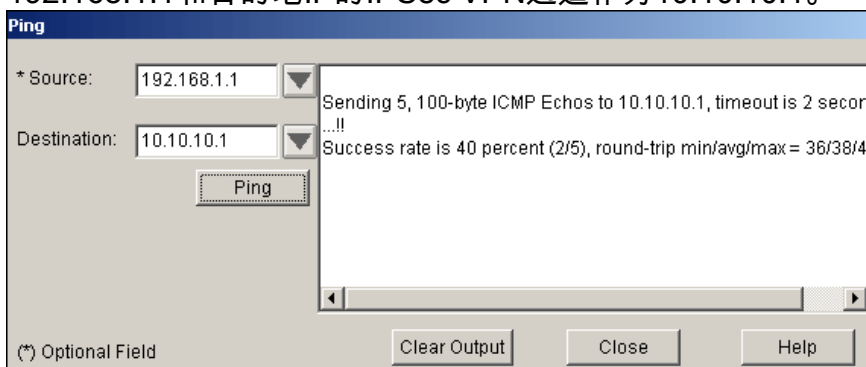 Ping
* Source:
192.168.1.1
Destination:
10.10.10.1
Ping
Sending 5, 100-byte ICMP Echos to 10.10.10.1, timeout is 2
...!!
Success rate is 40 percent (2/5), round-trip min/avg/max = 36/38/4
(*) Optional Field
Clear Output
Close
Help